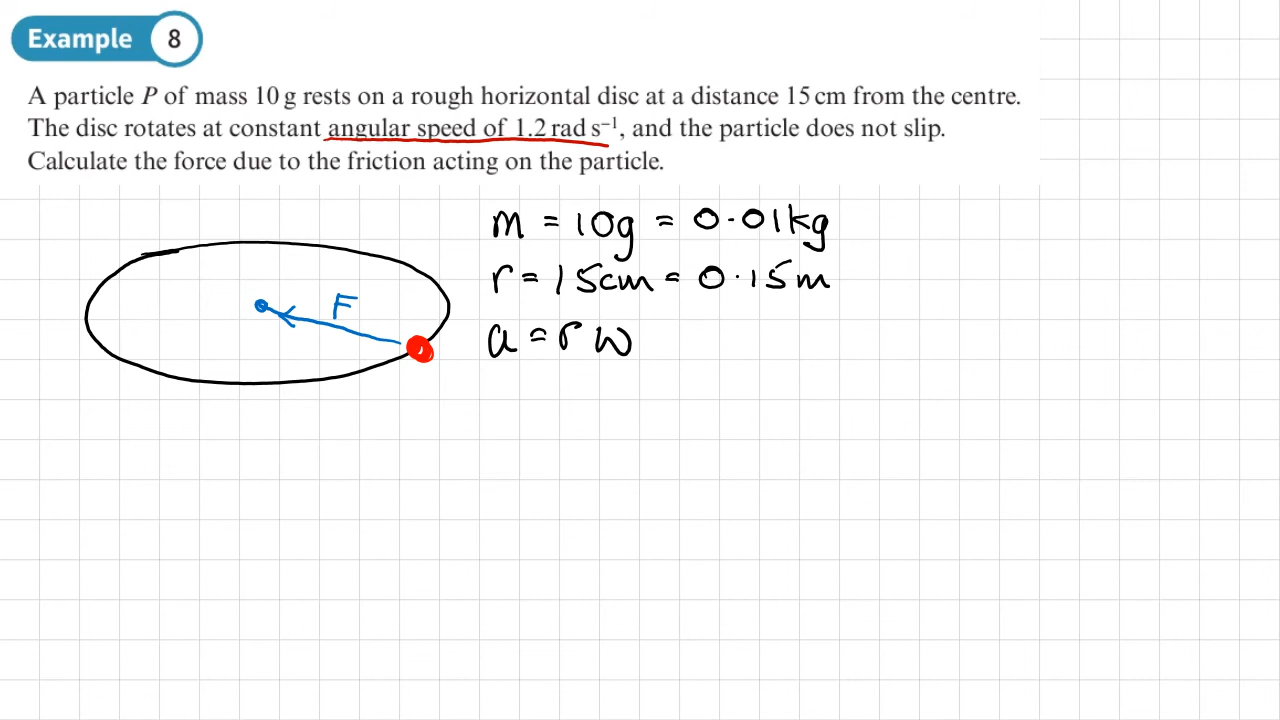 Example 8
A particle P of mass 10 g rests on a rough horizontal disc at a distance 15 cm from the centre.
The disc rotates at constant angular speed of 1.2 rad s⁻¹, and the particle does not slip.
Calculate the force due to the friction acting on the particle.
m = 10g = 0.01kg
r = 15cm = 0.15m
F
a = r w